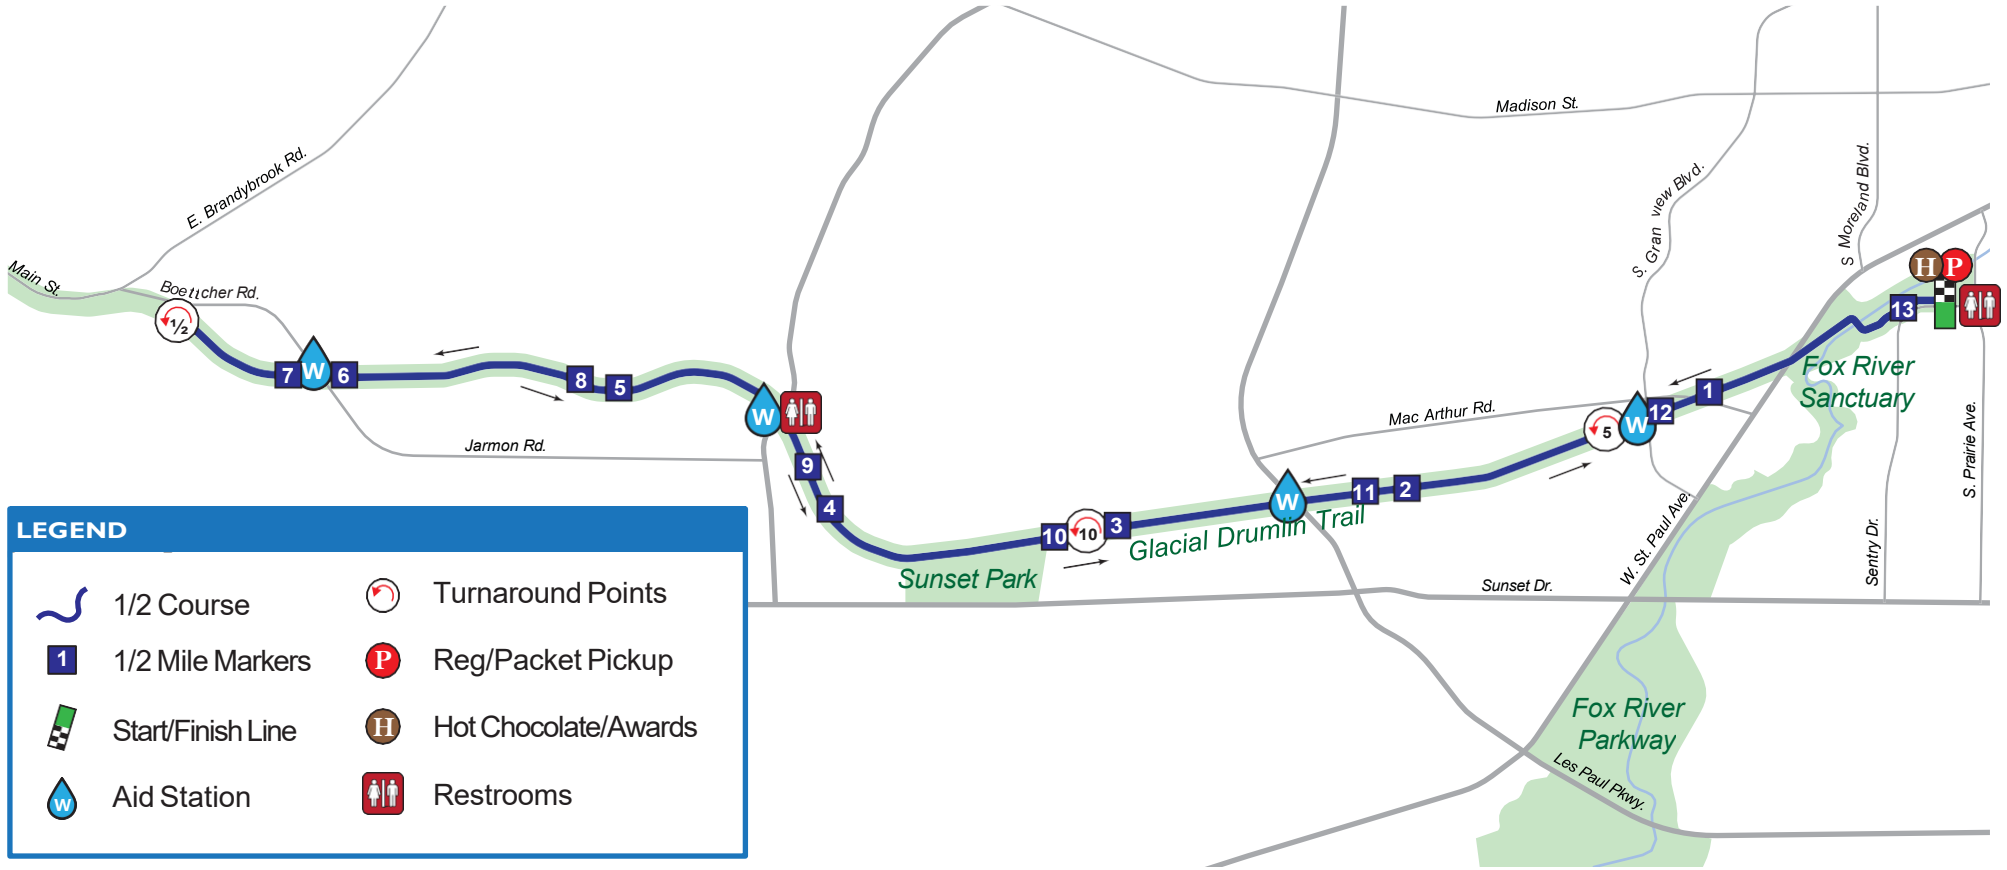 Madison St.
E. Brandybrook Rd.
S. Gran view Blvd.
S Moreland Blvd.
Main St.
Boettcher Rd.
1/2
H P
13
7 W 6
8 5
W
Jarmon Rd.
9
4
10 10 3
W
11 2
Mac Arthur Rd.
5 W 12 1
Fox River
Sanctuary
Glacial Drumlin Trail
Sunset Park
Sunset Dr.
W. St. Paul Ave.
Sentry Dr.
S. Prairie Ave.
Fox River
Parkway
Les Paul Pkwy.
LEGEND
1/2 Course
1 1/2 Mile Markers
Start/Finish Line
W Aid Station
Turnaround Points
P Reg/Packet Pickup
H Hot Chocolate/Awards
Restrooms